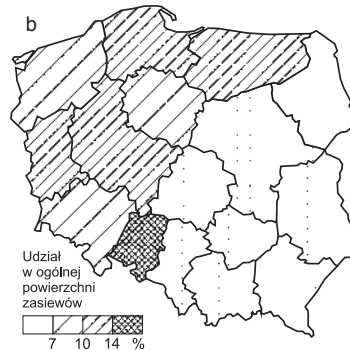 b
Udział
w ogólnej
powierzchni
zasiewów
7 10 14 %